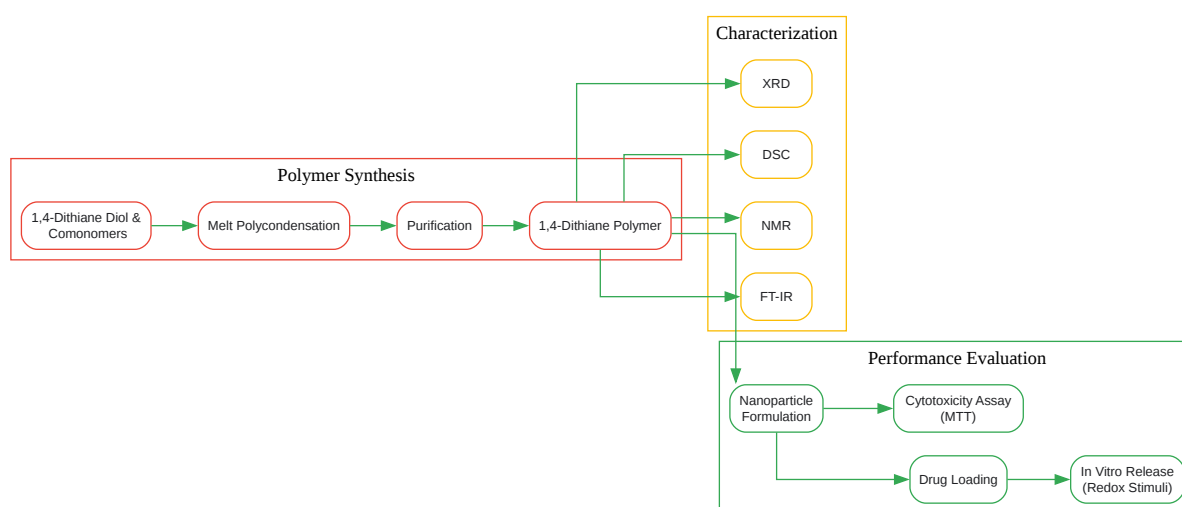 Characterization
XRD
DSC
NMR
FT-IR
Polymer Synthesis
1,4-Dithiane Diol &
Comonomers
Melt Polycondensation
Purification
1,4-Dithiane Polymer
Performance Evaluation
Nanoparticle
Formulation
Cytotoxicity Assay
(MTT)
Drug Loading
In Vitro Release
(Redox Stimuli)